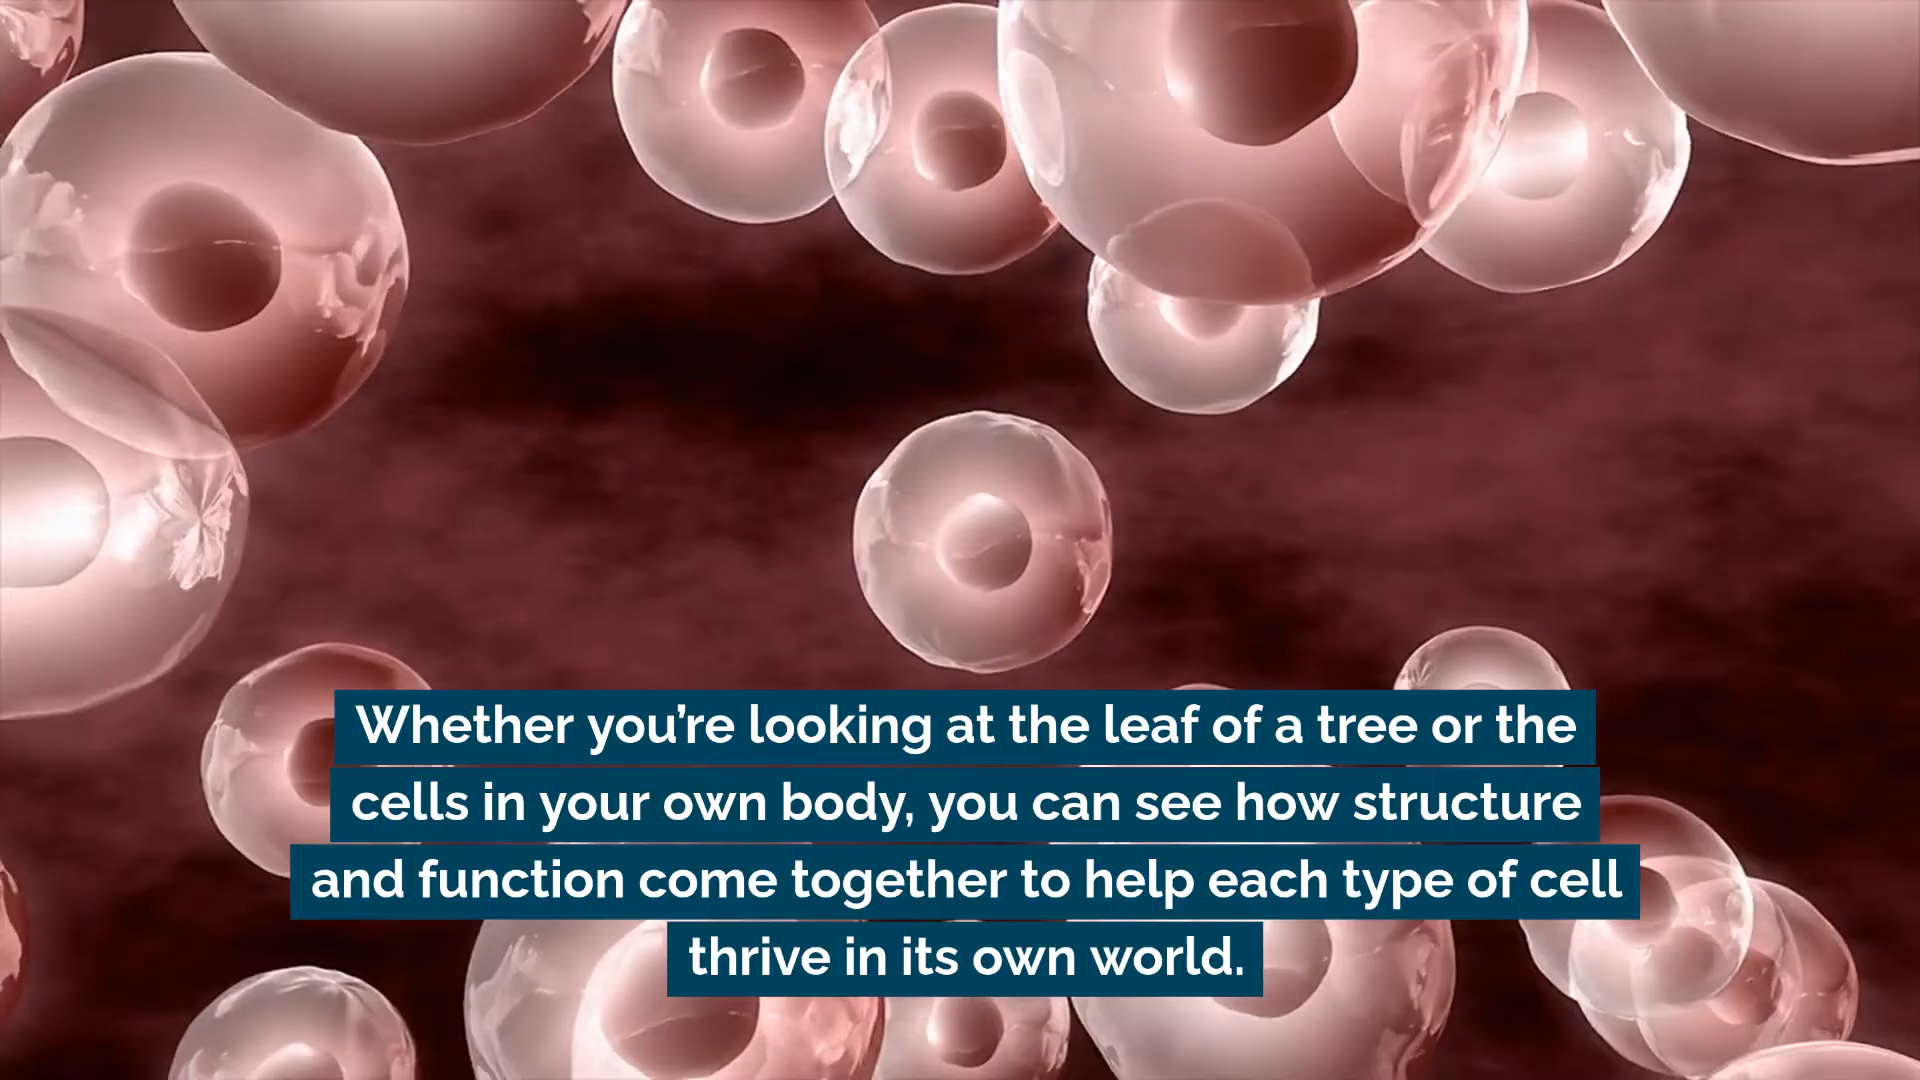 Whether you’re looking at the leaf of a tree or the
cells in your own body, you can see how structure
and function come together to help each type of cell
thrive in its own world.